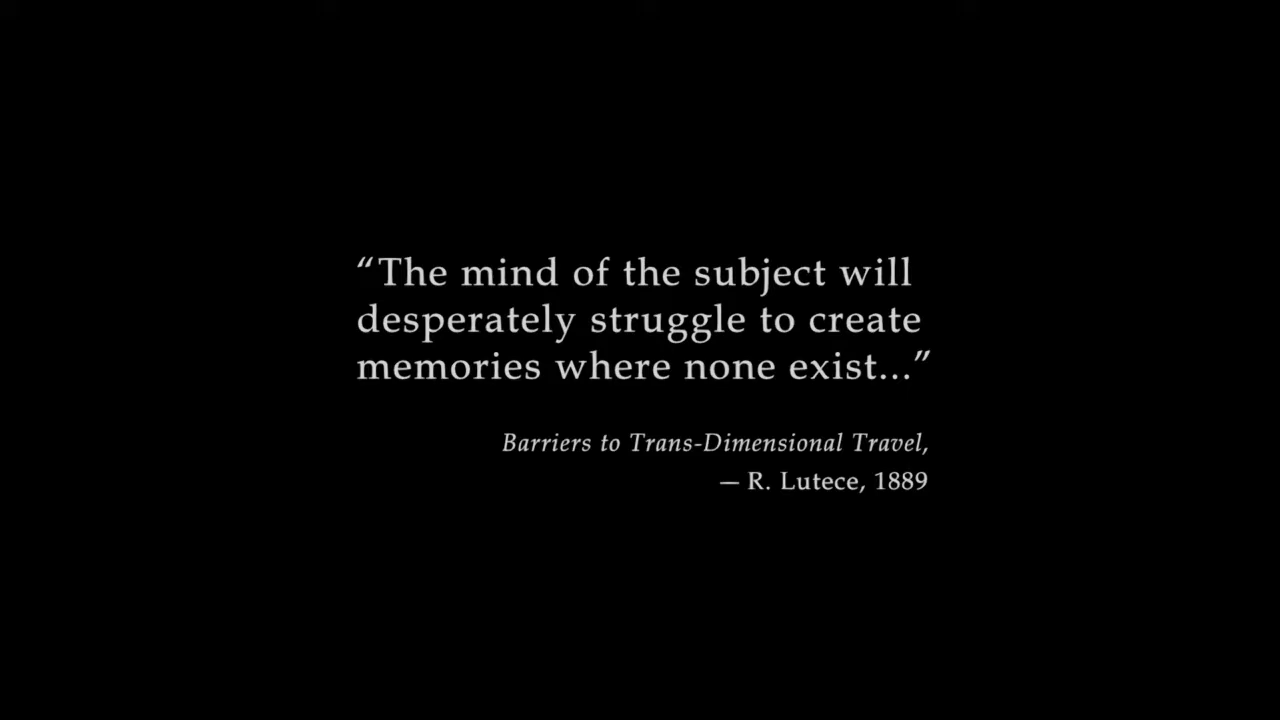 “The mind of the subject will
desperately struggle to create
memories where none exist...”
Barriers to Trans-Dimensional Travel,
— R. Lutece, 1889